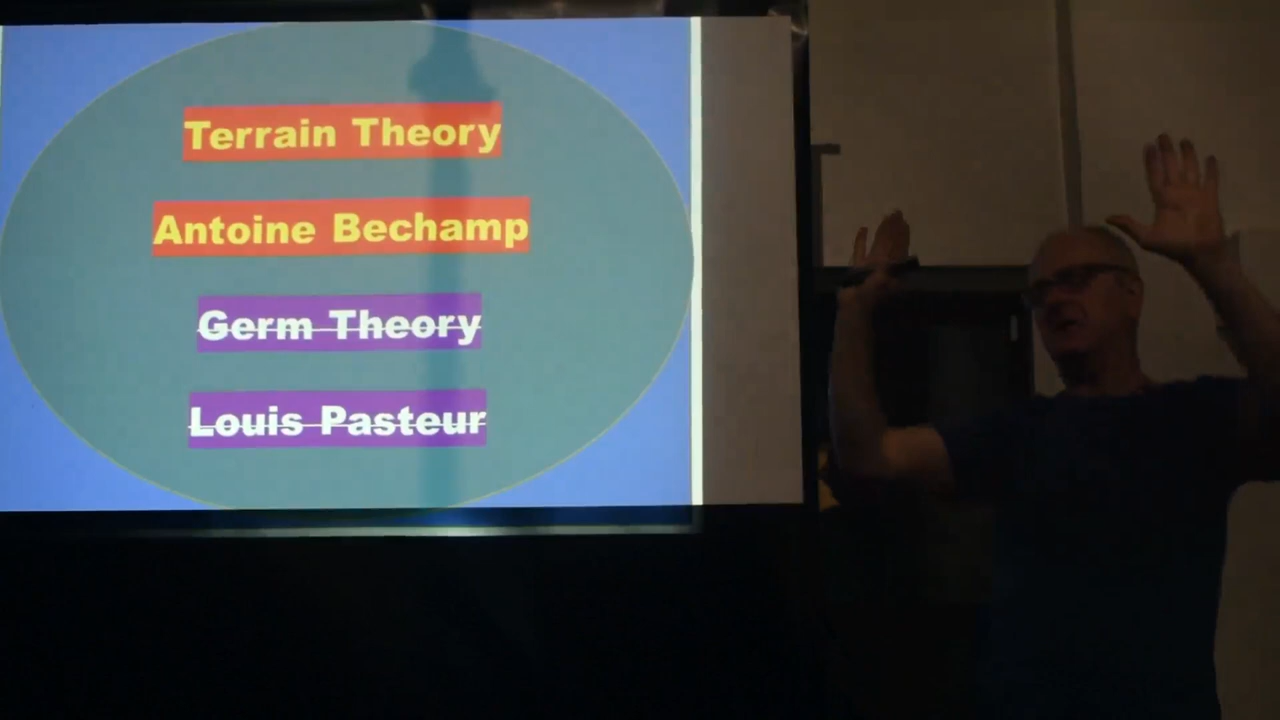 Terrain Theory
Antoine Bechamp
Germ Theory
Louis Pasteur